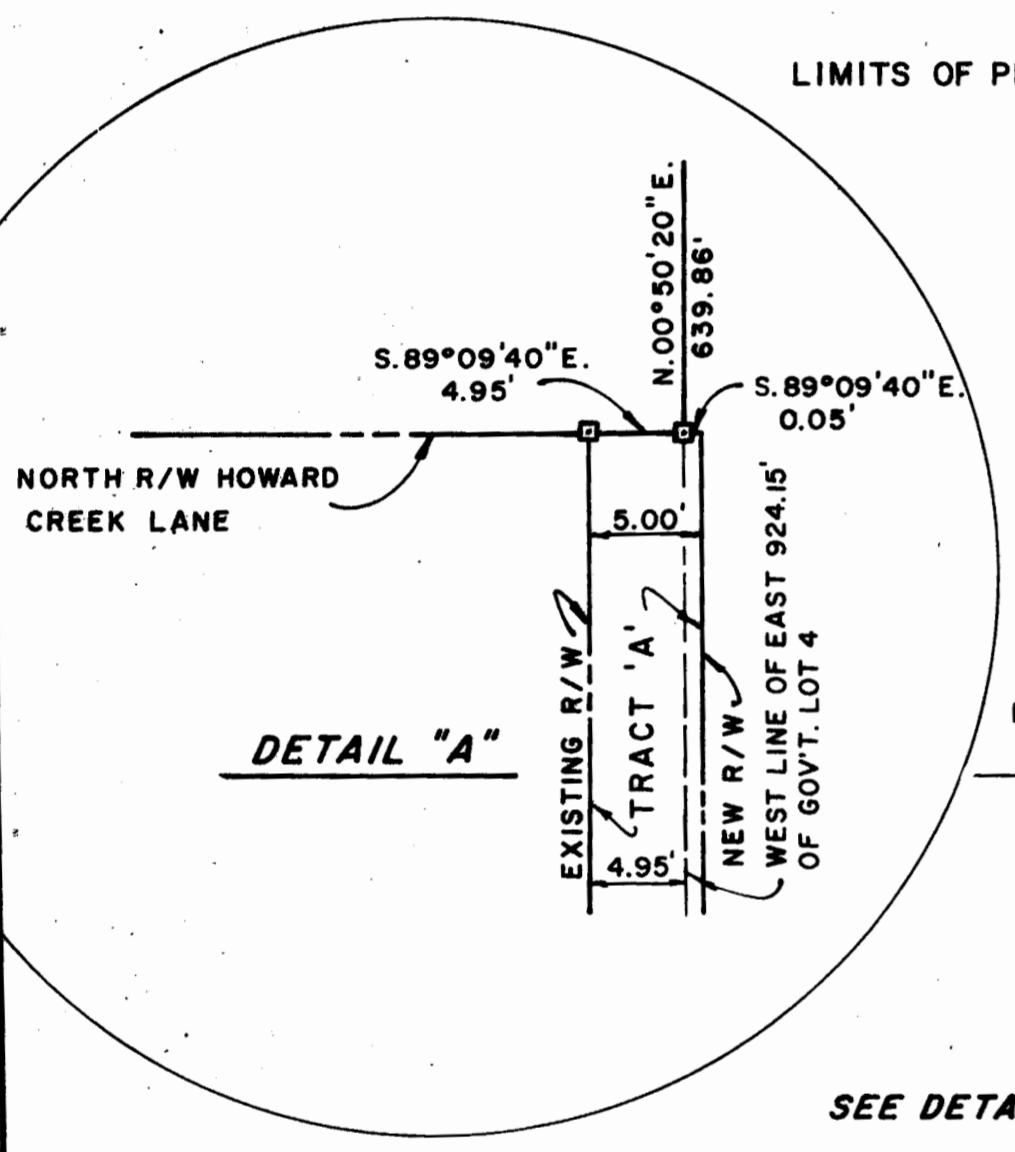 LIMITS OF
N.00°50'20"E.
639.86'
S.89°09'40"E.
4.95'
S.89°09'40"E.
0.05'
NORTH R/W HOWARD
CREEK LANE
5.00'
EXISTING R/W
TRACT 'A'
NEW R/W
WEST LINE OF EAST 924.15'
OF GOV'T. LOT 4
DETAIL "A"
4.95'
SEE